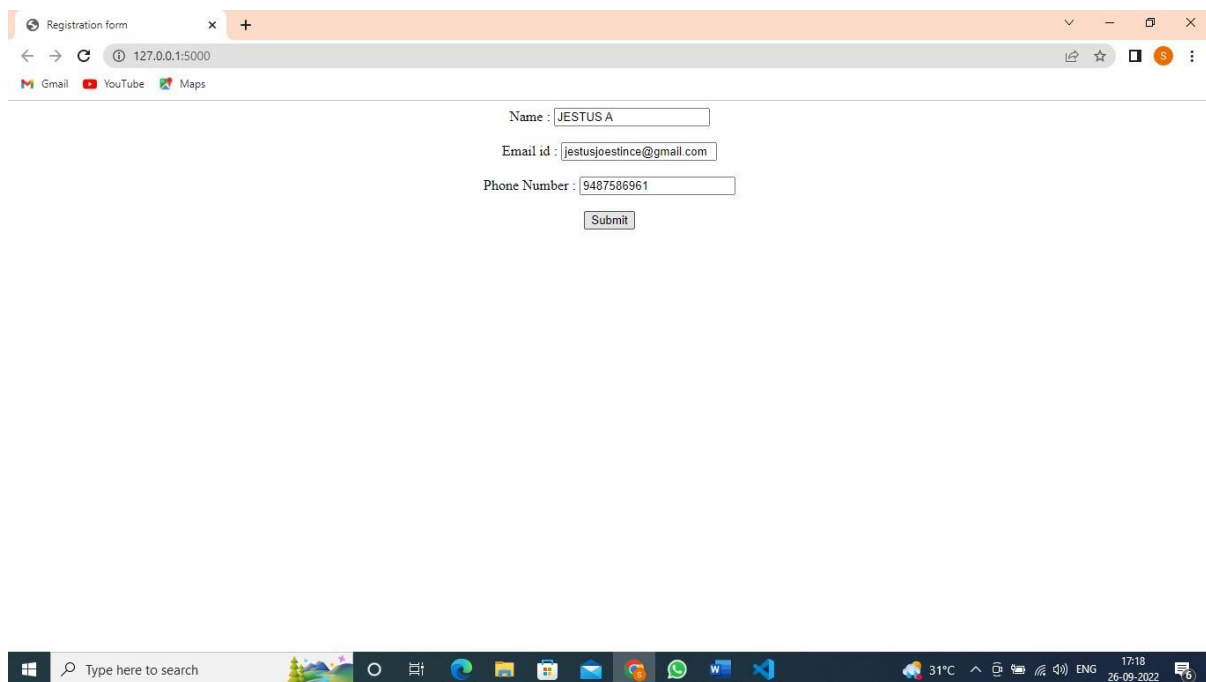 Registration form
127.0.0.1:5000
S
Gmail YouTube Maps
Name : JESTUS A
Email id : jestusjoestince@gmail.com
Phone Number : 9487586961
Submit
Type here to search
31°C ENG 17:18
26-09-2022
6